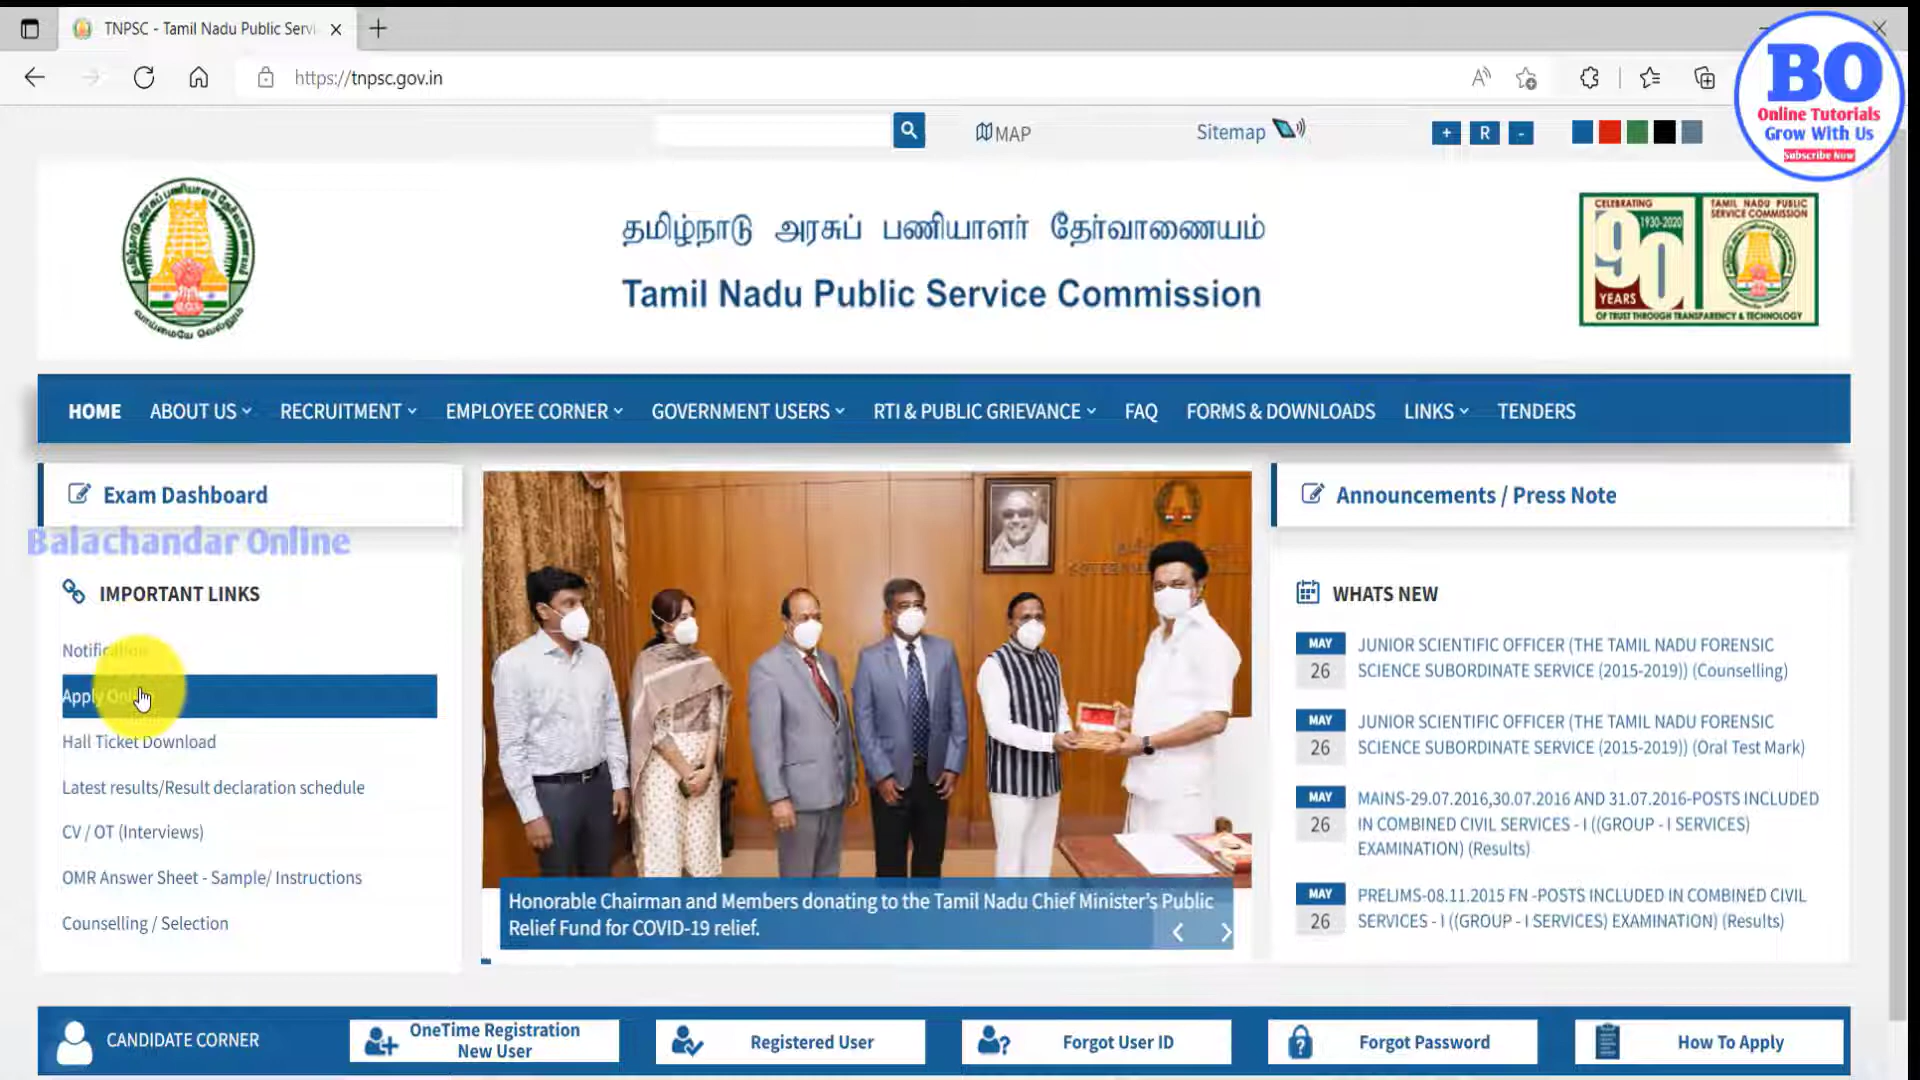 TNPSC - Tamil Nadu Public Servi
https://tnpsc.gov.in
BO
Online Tutorials
Grow With Us
Subscribe Now
MAP
Sitemap
+ R -
தமிழ்நாடு அரசுப் பணியாளர் தேர்வாணையம்
Tamil Nadu Public Service Commission
CELEBRATING
1930-2020
90
YEARS
TAMIL NADU PUBLIC
SERVICE COMMISSION
OF TRUST THROUGH TRANSPARENCY & TECHNOLOGY
வாய்மையே வெல்லும்
HOME ABOUT US RECRUITMENT EMPLOYEE CORNER GOVERNMENT USERS RTI & PUBLIC GRIEVANCE FAQ FORMS & DOWNLOADS LINKS TENDERS
Exam Dashboard
Balachandar Online
IMPORTANT LINKS
Notification
Apply Online
Hall Ticket Download
Latest results/Result declaration schedule
CV / OT (Interviews)
OMR Answer Sheet - Sample/ Instructions
Counselling / Selection
Honorable Chairman and Members donating to the Tamil Nadu Chief Minister's Public
Relief Fund for COVID-19 relief.
Announcements / Press Note
WHATS NEW
MAY
26
JUNIOR SCIENTIFIC OFFICER (THE TAMIL NADU FORENSIC
SCIENCE SUBORDINATE SERVICE (2015-2019)) (Counselling)
MAY
26
JUNIOR SCIENTIFIC OFFICER (THE TAMIL NADU FORENSIC
SCIENCE SUBORDINATE SERVICE (2015-2019)) (Oral Test Mark)
MAY
26
MAINS-29.07.2016,30.07.2016 AND 31.07.2016-POSTS INCLUDED
IN COMBINED CIVIL SERVICES - I ((GROUP - I SERVICES)
EXAMINATION) (Results)
MAY
26
PRELIMS-08.11.2015 FN -POSTS INCLUDED IN COMBINED CIVIL
SERVICES - I ((GROUP - I SERVICES) EXAMINATION) (Results)
CANDIDATE CORNER
OneTime Registration
New User
Registered User
Forgot User ID
Forgot Password
How To Apply